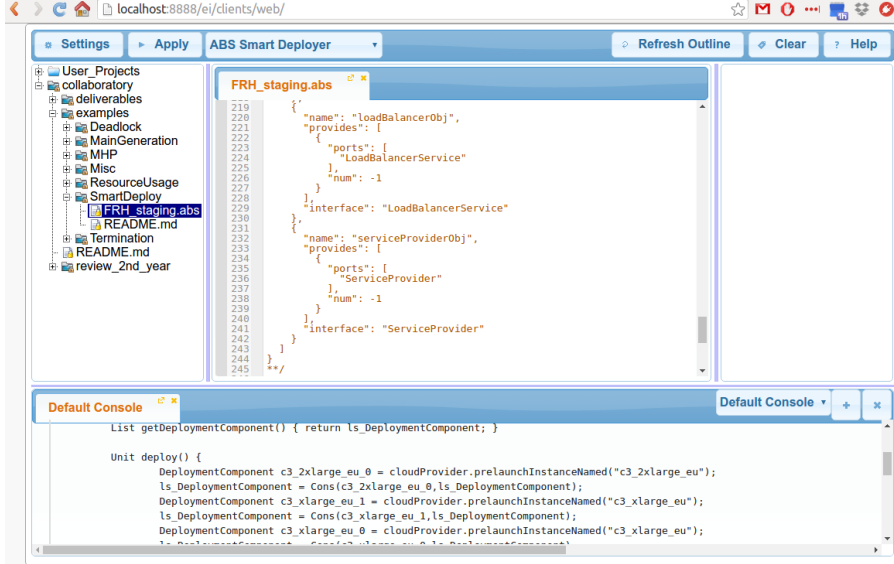 localhost:8888/ei/clients/web/
1h
Settings
Apply
ABS Smart Deployer
Refresh Outline
Clear
? Help
User_Projects
collaboratory
deliverables
examples
Deadlock
MainGeneration
MHP
Misc
ResourceUsage
SmartDeploy
FRH_staging.abs
README.md
Termination
README.md
review_2nd_year
FRH_staging.abs
219 {
220 "name": "loadBalancerObj",
221 "provides": [
222 {
223 "ports": [
224 "LoadBalancerService"
225 ],
226 "num": -1
227 }
228 ],
229 "interface": "LoadBalancerService"
230 },
231 {
232 "name": "serviceProviderObj",
233 "provides": [
234 {
235 "ports": [
236 "ServiceProvider"
237 ],
238 "num": -1
239 }
240 ],
241 "interface": "ServiceProvider"
242 }
243 ]
244 }
245 **/
Default Console
Default Console
List getDeploymentComponent() { return ls_DeploymentComponent; }
Unit deploy() {
DeploymentComponent c3_2xlarge_eu_0 = cloudProvider.prelaunchInstanceNamed("c3_2xlarge_eu");
ls_DeploymentComponent = Cons(c3_2xlarge_eu_0,ls_DeploymentComponent);
DeploymentComponent c3_xlarge_eu_1 = cloudProvider.prelaunchInstanceNamed("c3_xlarge_eu");
ls_DeploymentComponent = Cons(c3_xlarge_eu_1,ls_DeploymentComponent);
DeploymentComponent c3_xlarge_eu_0 = cloudProvider.prelaunchInstanceNamed("c3_xlarge_eu");